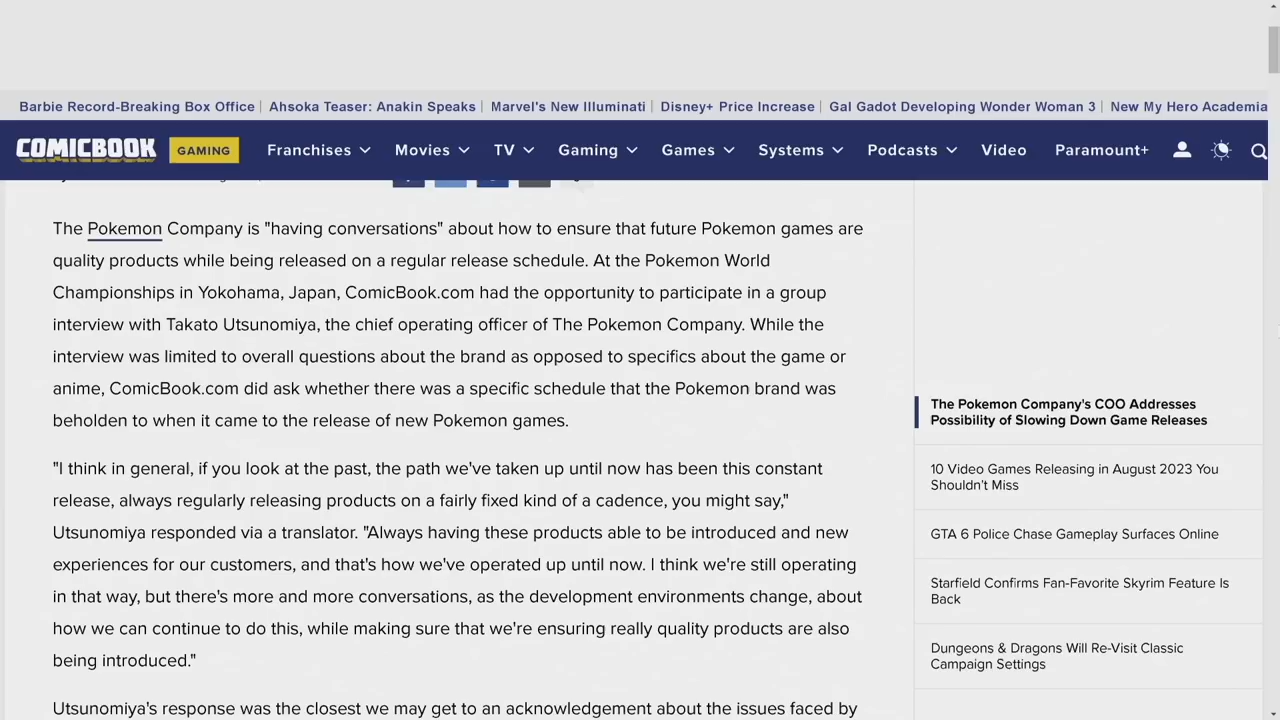 Barbie Record-Breaking Box Office | Ahsoka Teaser: Anakin Speaks | Marvel's New Illuminati | Disney+ Price Increase | Gal Gadot Developing Wonder Woman 3 | New My Hero Academia
COMICBOOK GAMING Franchises Movies TV Gaming Games Systems Podcasts Video Paramount+
The Pokemon Company is "having conversations" about how to ensure that future Pokemon games are
quality products while being released on a regular release schedule. At the Pokemon World
Championships in Yokohama, Japan, ComicBook.com had the opportunity to participate in a group
interview with Takato Utsunomiya, the chief operating officer of The Pokemon Company. While the
interview was limited to overall questions about the brand as opposed to specifics about the game or
anime, ComicBook.com did ask whether there was a specific schedule that the Pokemon brand was
beholden to when it came to the release of new Pokemon games.
"I think in general, if you look at the past, the path we've taken up until now has been this constant
release, always regularly releasing products on a fairly fixed kind of a cadence, you might say,"
Utsunomiya responded via a translator. "Always having these products able to be introduced and new
experiences for our customers, and that's how we've operated up until now. I think we're still operating
in that way, but there's more and more conversations, as the development environments change, about
how we can continue to do this, while making sure that we're ensuring really quality products are also
being introduced."
Utsunomiya's response was the closest we may get to an acknowledgement about the issues faced by
The Pokemon Company's COO Addresses
Possibility of Slowing Down Game Releases
10 Video Games Releasing in August 2023 You
Shouldn't Miss
GTA 6 Police Chase Gameplay Surfaces Online
Starfield Confirms Fan-Favorite Skyrim Feature Is
Back
Dungeons & Dragons Will Re-Visit Classic
Campaign Settings